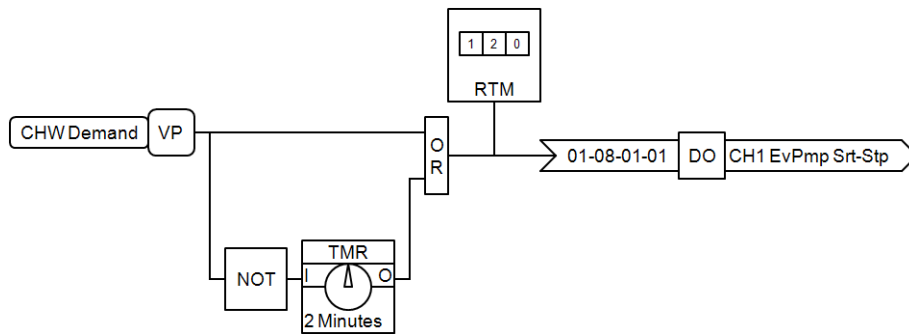 1 2 0
RTM
CHW Demand
VP
O
R
01-08-01-01
DO
CH1 EvPmp Srt-Stp
NOT
TMR
I
O
2 Minutes